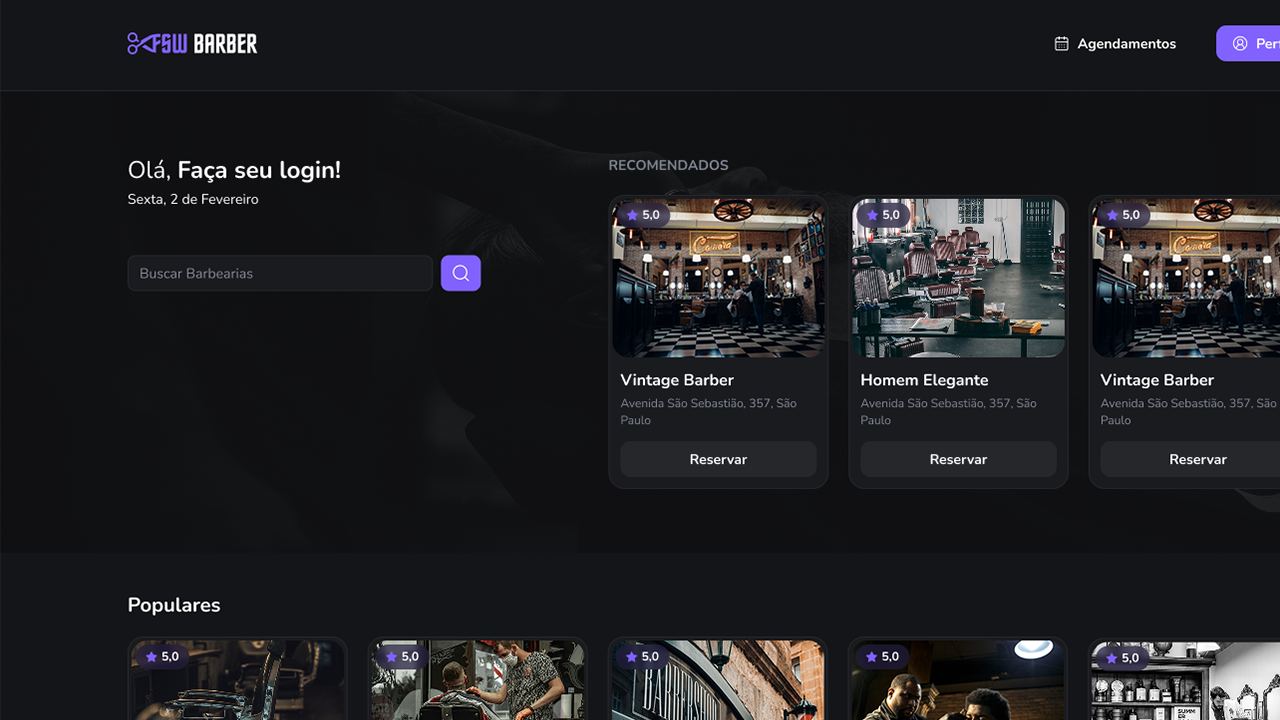 FSW BARBER
Agendamentos
Olá, Faça seu login!
Sexta, 2 de Fevereiro
Buscar Barbearias
RECOMENDADOS
5,0
5,0
5,0
Vintage Barber
Avenida São Sebastião, 357, São
Paulo
Reservar
Homem Elegante
Avenida São Sebastião, 357, São
Paulo
Reservar
Vintage Barber
Avenida São Sebastião, 357, São
Paulo
Reservar
Populares
5,0
5,0
5,0
5,0
5,0